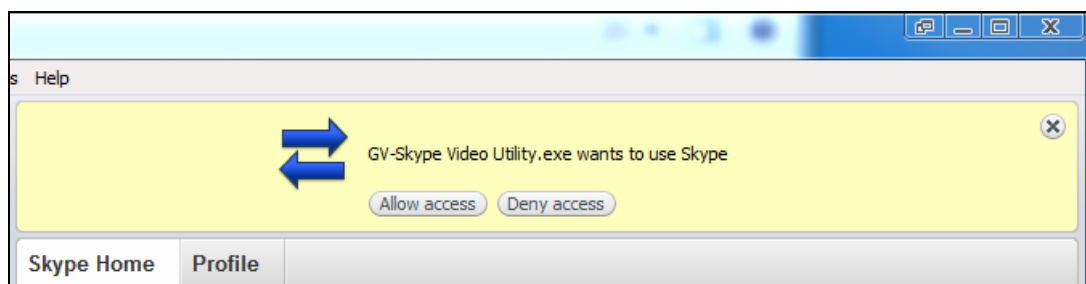 s Help
GV-Skype Video Utility.exe wants to use Skype
Allow access Deny access
Skype Home Profile